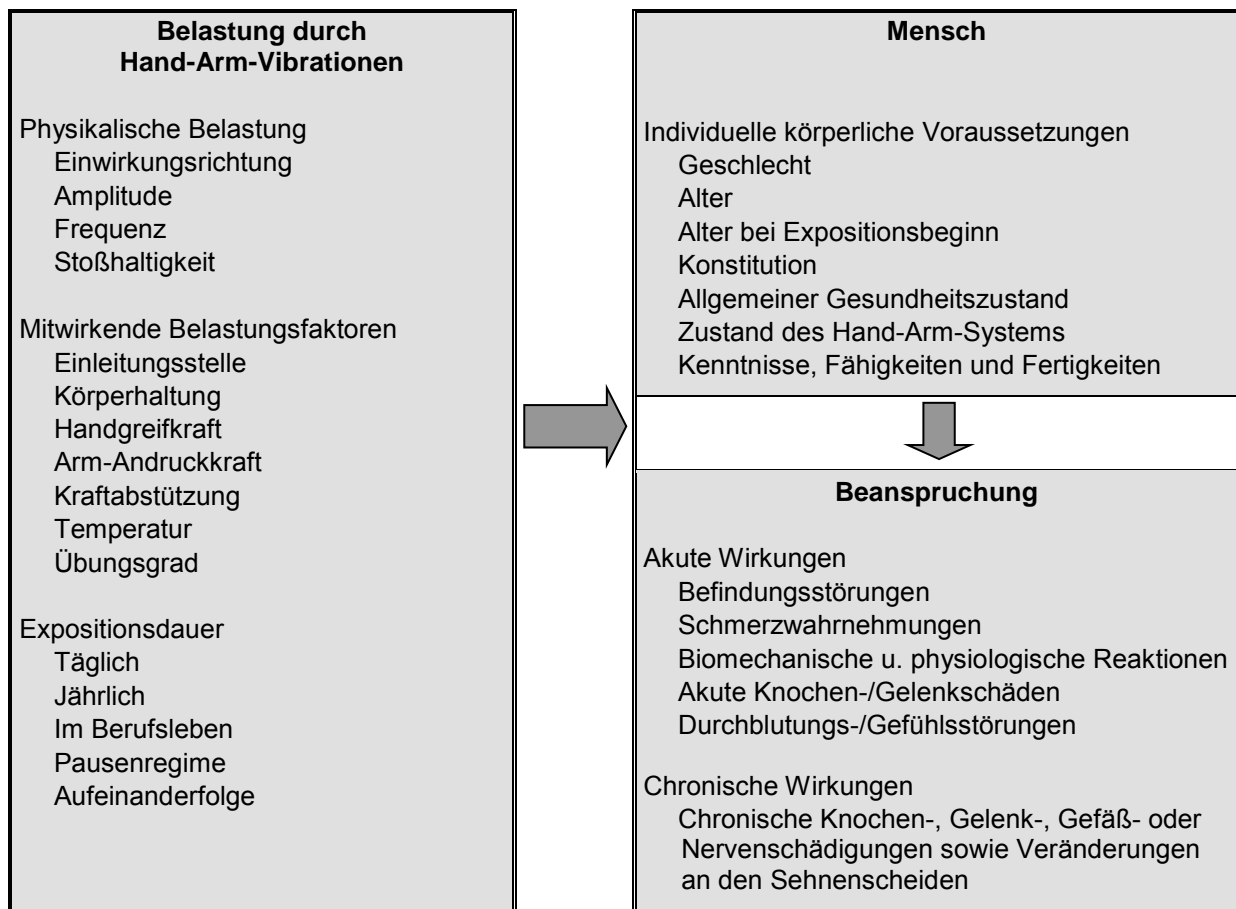 Belastung durch
Hand-Arm-Vibrationen
Physikalische Belastung
Einwirkungsrichtung
Amplitude
Frequenz
Stoßhaltigkeit
Mitwirkende Belastungsfaktoren
Einleitungsstelle
Körperhaltung
Handgreifkraft
Arm-Andruckkraft
Kraftabstützung
Temperatur
Übungsgrad
Expositionsdauer
Täglich
Jährlich
Im Berufsleben
Pausenregime
Aufeinanderfolge
Mensch
Individuelle körperliche Voraussetzungen
Geschlecht
Alter
Alter bei Expositionsbeginn
Konstitution
Allgemeiner Gesundheitszustand
Zustand des Hand-Arm-Systems
Kenntnisse, Fähigkeiten und Fertigkeiten
Beanspruchung
Akute Wirkungen
Befindungsstörungen
Schmerzwahrnehmungen
Biomechanische u. physiologische Reaktionen
Akute Knochen-/Gelenkschäden
Durchblutungs-/Gefühlsstörungen
Chronische Wirkungen
Chronische Knochen-, Gelenk-, Gefäß- oder
Nervenschädigungen sowie Veränderungen
an den Sehnenscheiden